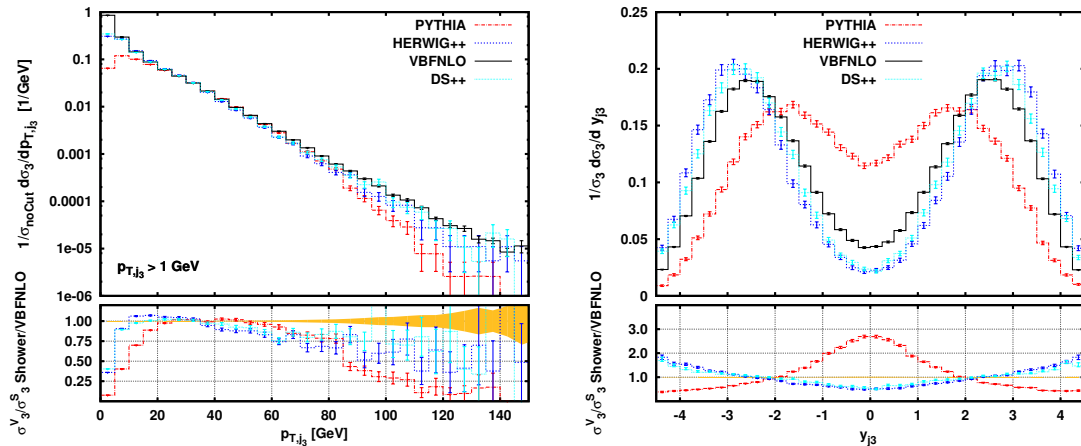 1/σnoCut dσ3/dpT,j3 [1/GeV]
1
0.1
0.01
0.001
0.0001
1e-05
1e-06
PYTHIA
HERWIG++
VBFNLO
DS++
pT,j3 > 1 GeV
σV3/σS3 Shower/VBFNLO
1.00
0.75
0.50
0.25
0 20 40 60 80 100 120 140
pT,j3 [GeV]
1/σ3 dσ3/d yj3
0.25
0.2
0.15
0.1
0.05
0
PYTHIA
HERWIG++
VBFNLO
DS++
σV3/σS3 Shower/VBFNLO
3.0
2.0
1.0
-4 -3 -2 -1 0 1 2 3 4
yj3